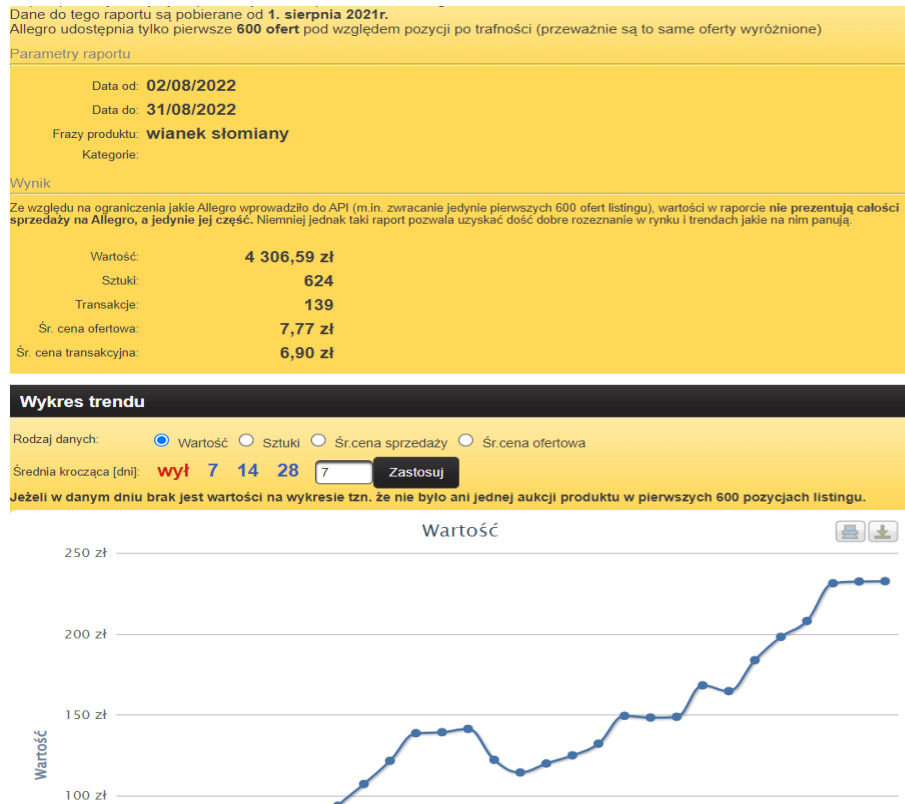 Dane do tego raportu są pobierane od 1. sierpnia 2021r.
Allegro udostępnia tylko pierwsze 600 ofert pod względem pozycji po trafności (przeważnie są to same oferty wyróżnione)
Parametry raportu
Data od: 02/08/2022
Data do: 31/08/2022
Frazy produktu: wianek słomiany
Kategorie:
Wynik
Ze względu na ograniczenia jakie Allegro wprowadziło do API (m.in. zwracanie jedynie pierwszych 600 ofert listingu), wartości w raporcie nie prezentują całości
sprzedaży na Allegro, a jedynie jej część. Niemniej jednak taki raport pozwala uzyskać dość dobre rozeznanie w rynku i trendach jakie na nim panują.
Wartość: 4 306,59 zł
Sztuki: 624
Transakcje: 139
Śr. cena ofertowa: 7,77 zł
Śr. cena transakcyjna: 6,90 zł
Wykres trendu
Rodzaj danych: Wartość Sztuki Śr.cena sprzedaży Śr.cena ofertowa
Średnia krocząca [dni]: wył 7 14 28 7 Zastosuj
Jeżeli w danym dniu brak jest wartości na wykresie tzn. że nie było ani jednej aukcji produktu w pierwszych 600 pozycjach listingu.
Wartość
250 zł
200 zł
150 zł
100 zł
Wartość